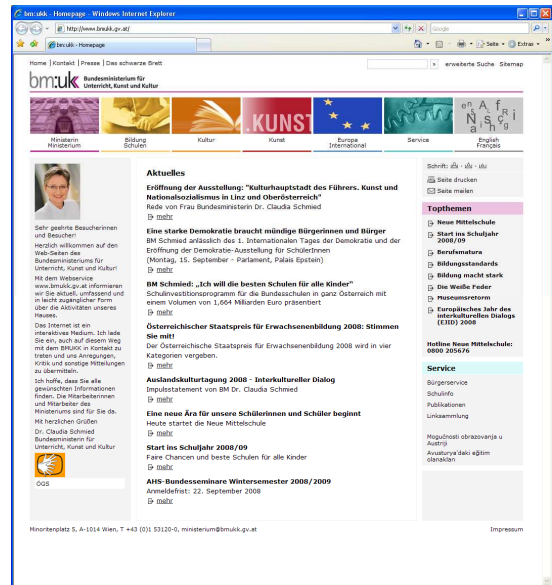 bm:ukk - Homepage - Windows Internet Explorer
http://www.bmukk.gv.at/
Google
bm:ukk - Homepage
Seite
Extras
Home | Kontakt | Presse | Das schwarze Brett
erweiterte Suche Sitemap
bm:uk Bundesministerium für
Unterricht, Kunst und Kultur
.KUNST
Ministerin
Ministerium
Bildung
Schulen
Kultur
Kunst
Europa
International
Service
English
Français
Sehr geehrte Besucherinnen
und Besucher!
Herzlich willkommen auf den
Web-Seiten des
Bundesministeriums für
Unterricht, Kunst und Kultur!
Mit dem Webservice
www.bmukk.gv.at informieren
wir Sie aktuell, umfassend und
in leicht zugänglicher Form
über die Aktivitäten unseres
Hauses.
Das Internet ist ein
interaktives Medium. Ich lade
Sie ein, auch auf diesem Weg
mit dem BMUKK in Kontakt zu
treten und uns Anregungen,
Kritik und sonstige Mitteilungen
zu übermitteln.
Ich hoffe, dass Sie alle
gewünschten Informationen
finden. Die Mitarbeiterinnen
und Mitarbeiter des
Ministeriums sind für Sie da.
Mit herzlichen Grüßen
Dr. Claudia Schmied
Bundesministerin für
Unterricht, Kunst und Kultur
ÖGS
Aktuelles
Eröffnung der Ausstellung: "Kulturhauptstadt des Führers. Kunst und
Nationalsozialismus in Linz und Oberösterreich"
Rede von Frau Bundesministerin Dr. Claudia Schmied
mehr
Eine starke Demokratie braucht mündige Bürgerinnen und Bürger
BM Schmied anlässlich des 1. Internationalen Tages der Demokratie und der
Eröffnung der Demokratie-Ausstellung für SchülerInnen
(Montag, 15. September - Parlament, Palais Epstein)
mehr
BM Schmied: „Ich will die besten Schulen für alle Kinder"
Schulinvestitionsprogramm für die Bundesschulen in ganz Österreich mit
einem Volumen von 1,664 Milliarden Euro präsentiert
mehr
Österreichischer Staatspreis für Erwachsenenbildung 2008: Stimmen
Sie mit!
Der Österreichische Staatspreis für Erwachsenenbildung 2008 wird in vier
Kategorien vergeben.
mehr
Auslandskulturtagung 2008 - Interkultureller Dialog
Impulsstatement von BM Dr. Claudia Schmied
mehr
Eine neue Ära für unsere Schülerinnen und Schüler beginnt
Heute startet die Neue Mittelschule
mehr
Start ins Schuljahr 2008/09
Faire Chancen und beste Schulen für alle Kinder
mehr
AHS-Bundesseminare Wintersemester 2008/2009
Anmeldefrist: 22. September 2008
mehr
Schrift:
Seite drucken
Seite mailen
Topthemen
Neue Mittelschule
Start ins Schuljahr
2008/09
Berufsmatura
Bildungsstandards
Bildung macht stark
Die Weiße Feder
Museumsreform
Europäisches Jahr des
interkulturellen Dialogs
(EJID) 2008
Hotline Neue Mittelschule:
0800 205676
Service
Bürgerservice
Schulinfo
Publikationen
Linksammlung
Mogućnosti obrazovanja u
Austriji
Avusturya'daki eğitim
olanakları
Minoritenplatz 5, A-1014 Wien, T +43 (0)1 53120-0, ministerium@bmukk.gv.at
Impressum